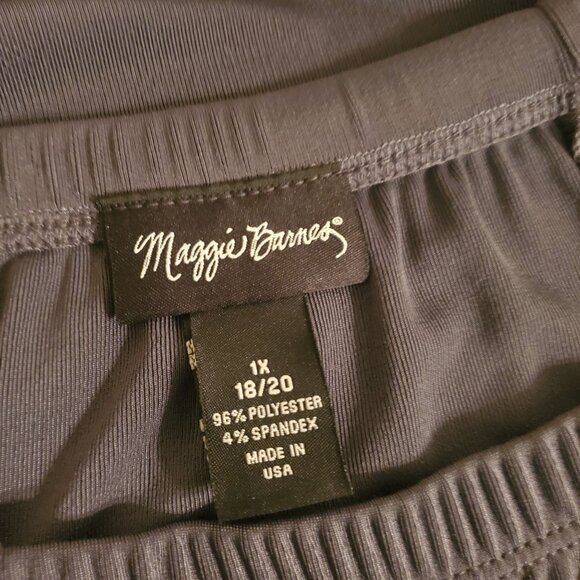 Maggie Barnes®
1X
18/20
96% POLYESTER
4% SPANDEX
MADE IN
USA